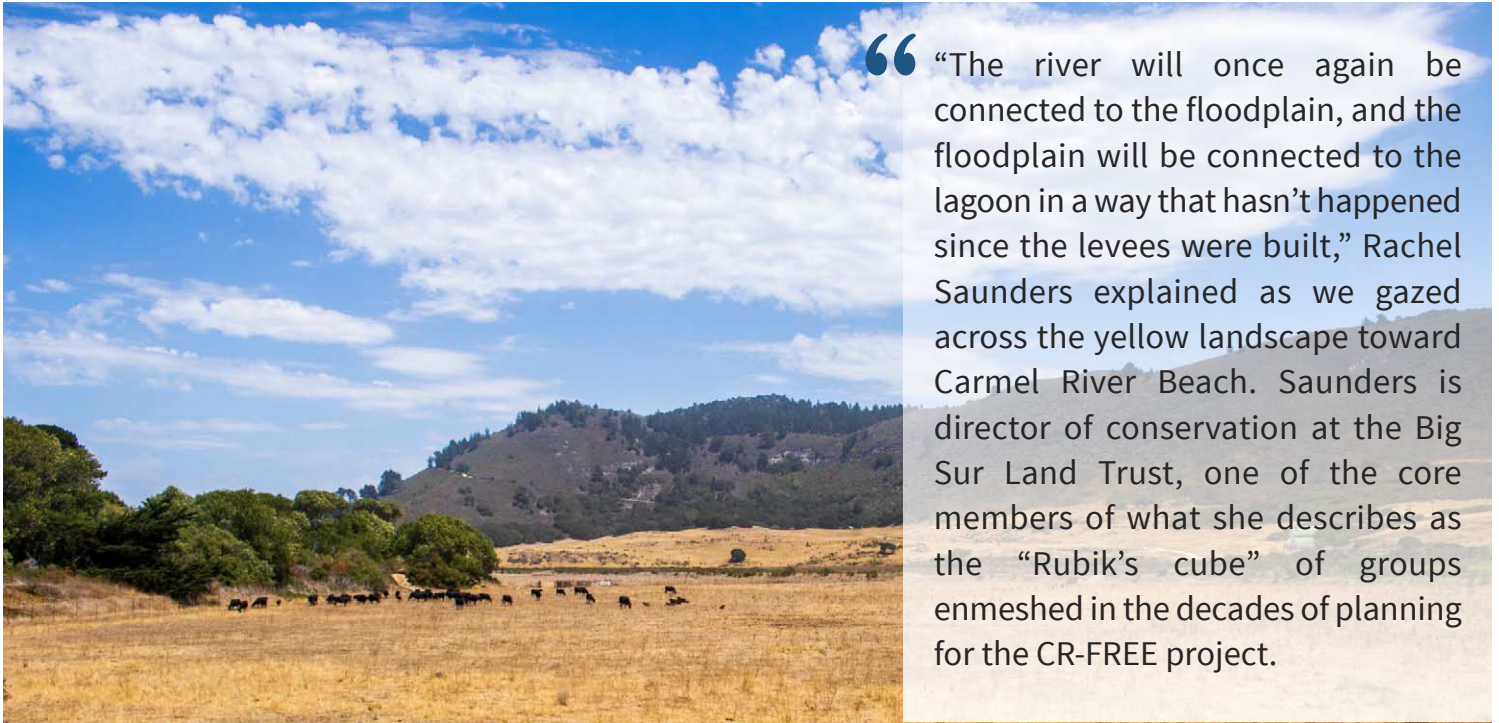 “
“The river will once again be
connected to the floodplain, and the
floodplain will be connected to the
lagoon in a way that hasn’t happened
since the levees were built,” Rachel
Saunders explained as we gazed
across the yellow landscape toward
Carmel River Beach. Saunders is
director of conservation at the Big
Sur Land Trust, one of the core
members of what she describes as
the “Rubik’s cube” of groups
enmeshed in the decades of planning
for the CR-FREE project.